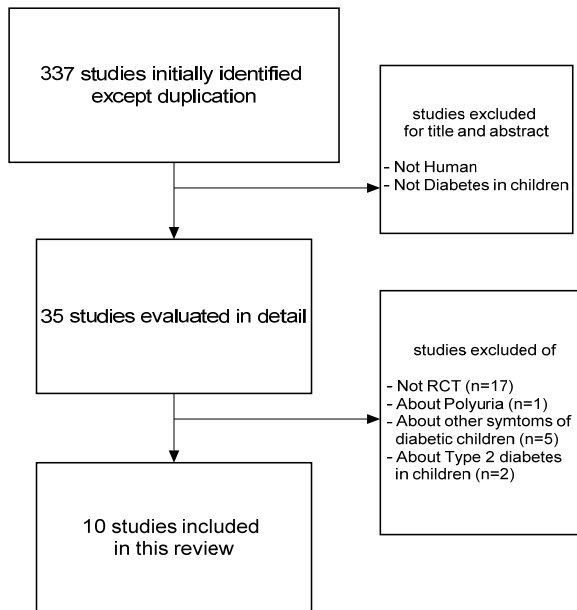 337 studies initially identified
except duplication
studies excluded
for title and abstract
- Not Human
- Not Diabetes in children
35 studies evaluated in detail
studies excluded of
- Not RCT (n=17)
- About Polyuria (n=1)
- About other symtoms of
diabetic children (n=5)
- About Type 2 diabetes
in children (n=2)
10 studies included
in this review